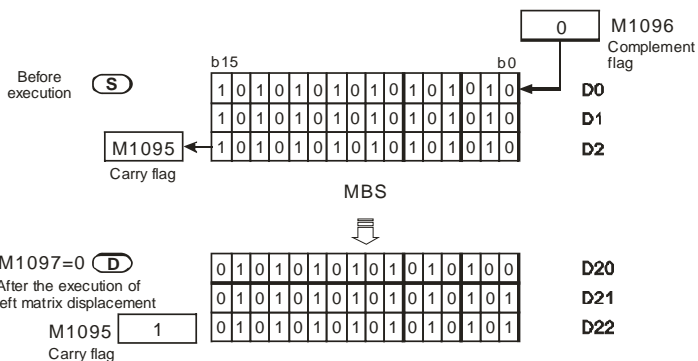 0 M1096
Complement
flag
b15 b0
Before
execution
S
1 0 1 0 1 0 1 0 1 0 1 0 1 0 1 0 D0
1 0 1 0 1 0 1 0 1 0 1 0 1 0 1 0 D1
M1095 1 0 1 0 1 0 1 0 1 0 1 0 1 0 1 0 D2
Carry flag
MBS
M1097=0 D
After the execution of
eft matrix displacement
0 1 0 1 0 1 0 1 0 1 0 1 0 1 0 0 D20
0 1 0 1 0 1 0 1 0 1 0 1 0 1 0 1 D21
0 1 0 1 0 1 0 1 0 1 0 1 0 1 0 1 D22
M1095 1
Carry flag